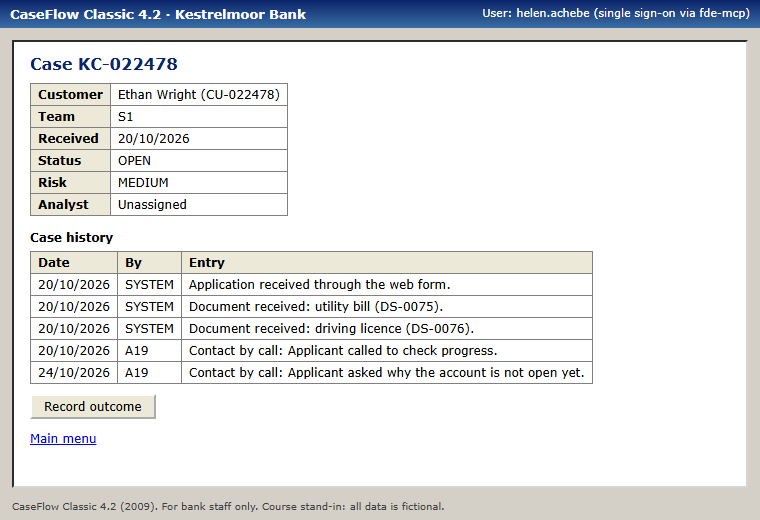 CaseFlow Classic 4.2 · Kestrelmoor Bank
User: helen.achebe (single sign-on via fde-mcp)
Case KC-022478
Customer Ethan Wright (CU-022478)
Team S1
Received 20/10/2026
Status OPEN
Risk MEDIUM
Analyst Unassigned
Case history
Date By Entry
20/10/2026 SYSTEM Application received through the web form.
20/10/2026 SYSTEM Document received: utility bill (DS-0075).
20/10/2026 SYSTEM Document received: driving licence (DS-0076).
20/10/2026 A19 Contact by call: Applicant called to check progress.
24/10/2026 A19 Contact by call: Applicant asked why the account is not open yet.
Record outcome
Main menu
CaseFlow Classic 4.2 (2009). For bank staff only. Course stand-in: all data is fictional.